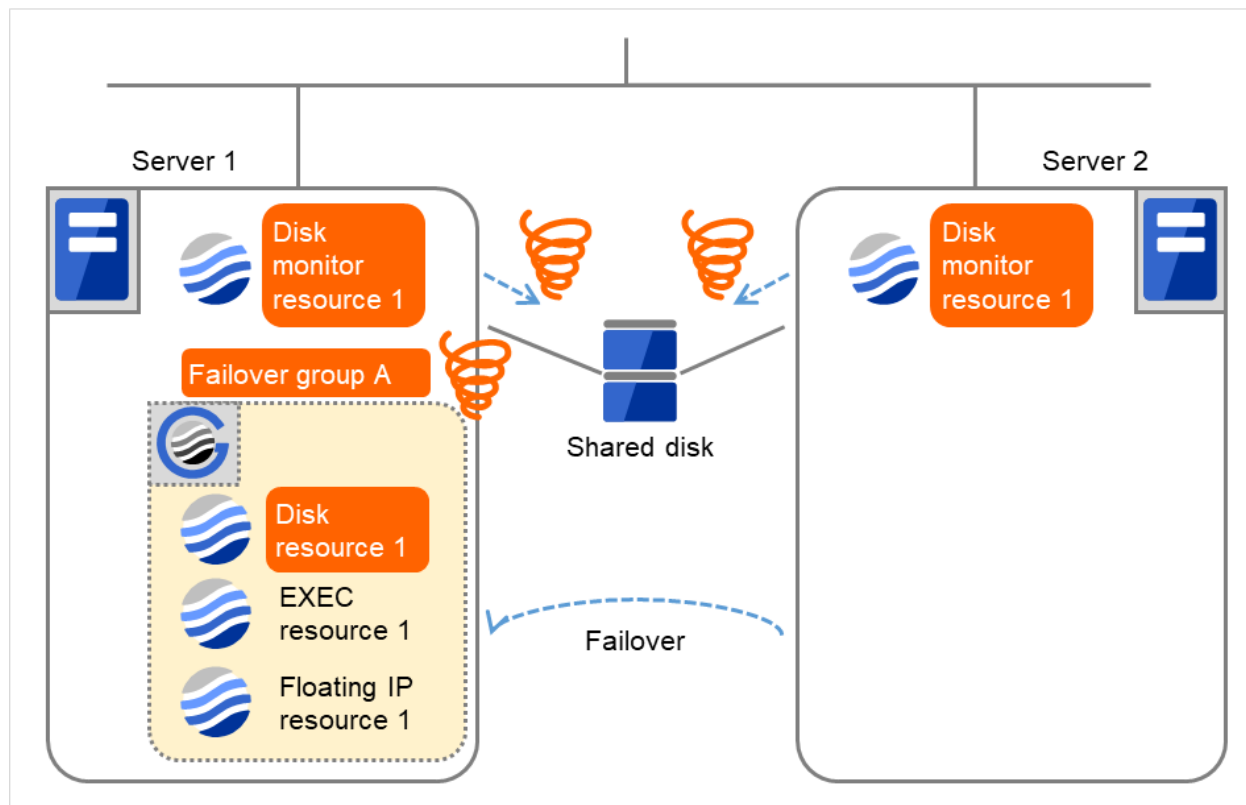 Server 1
Server 2
Disk
monitor
resource 1
Disk
monitor
resource 1
Failover group A
Shared disk
Disk
resource 1
EXEC
resource 1
Failover
Floating IP
resource 1